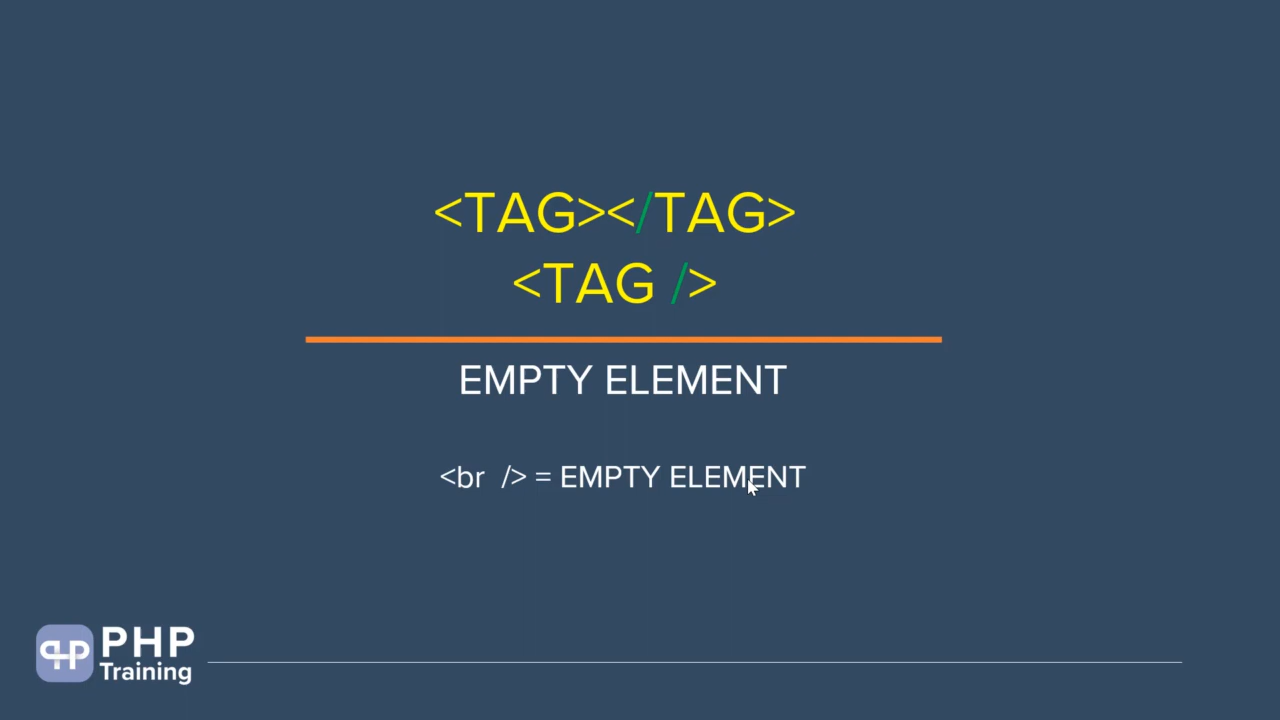 <TAG></TAG>
<TAG />
EMPTY ELEMENT
<br  /> = EMPTY ELEMENT
PHP
Training